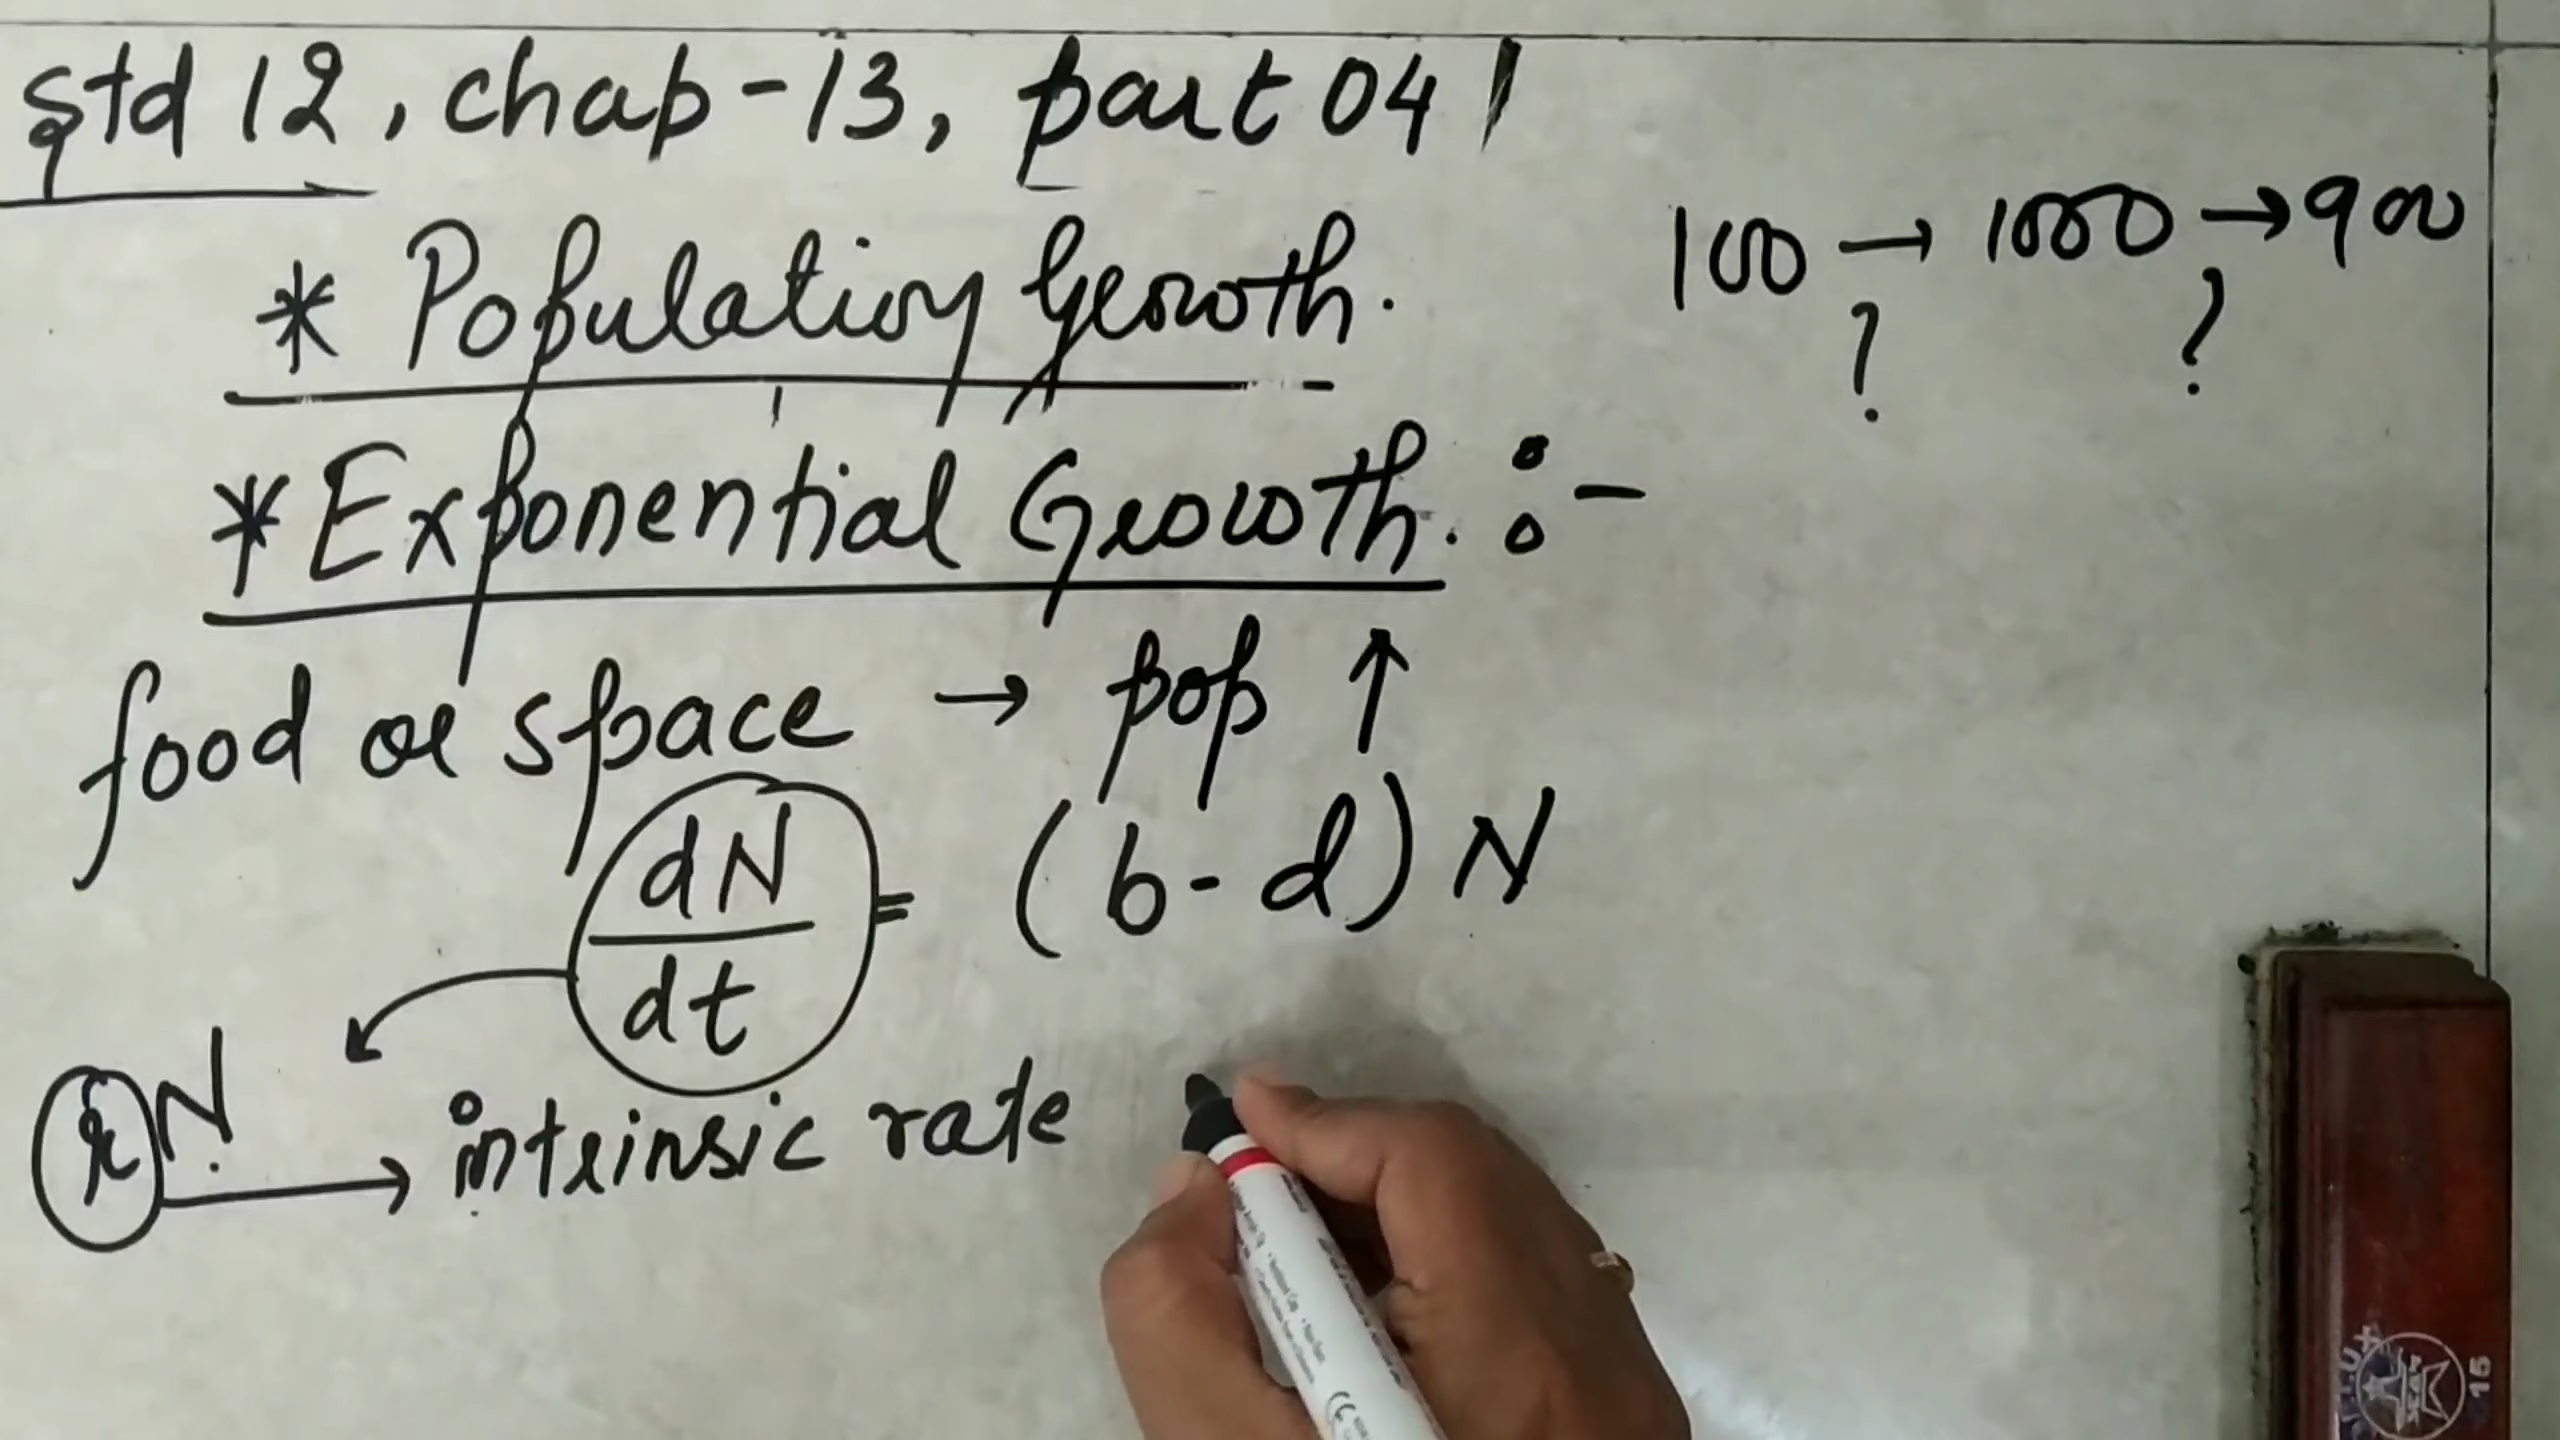 std 12, chap-13, part 04
100 → 1000 → 900
? ?
* Population Growth.
* Exponential Growth. :-
food or space → pop ↑
dN/dt = (b-d) N
rN → intrinsic rate
15